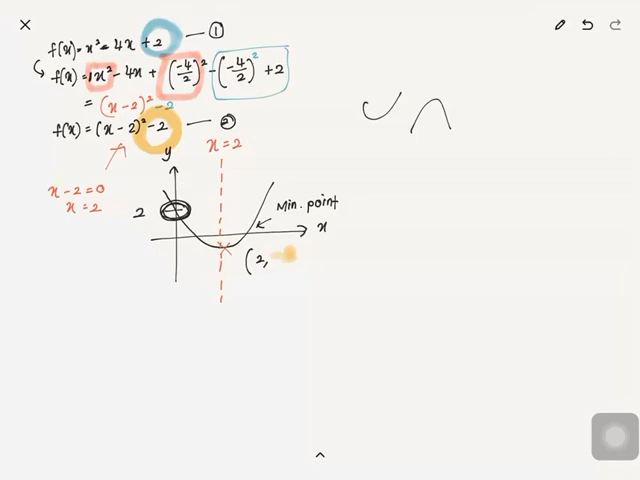 f(x) = x² - 4x + 2 — ①
f(x) = 1x² - 4x + (-4/2)² - (-4/2)² + 2
= (x - 2)² - 2
f(x) = (x - 2)² - 2 — ②
x = 2
y
x - 2 = 0
x = 2
2
Min. point
x
(2,